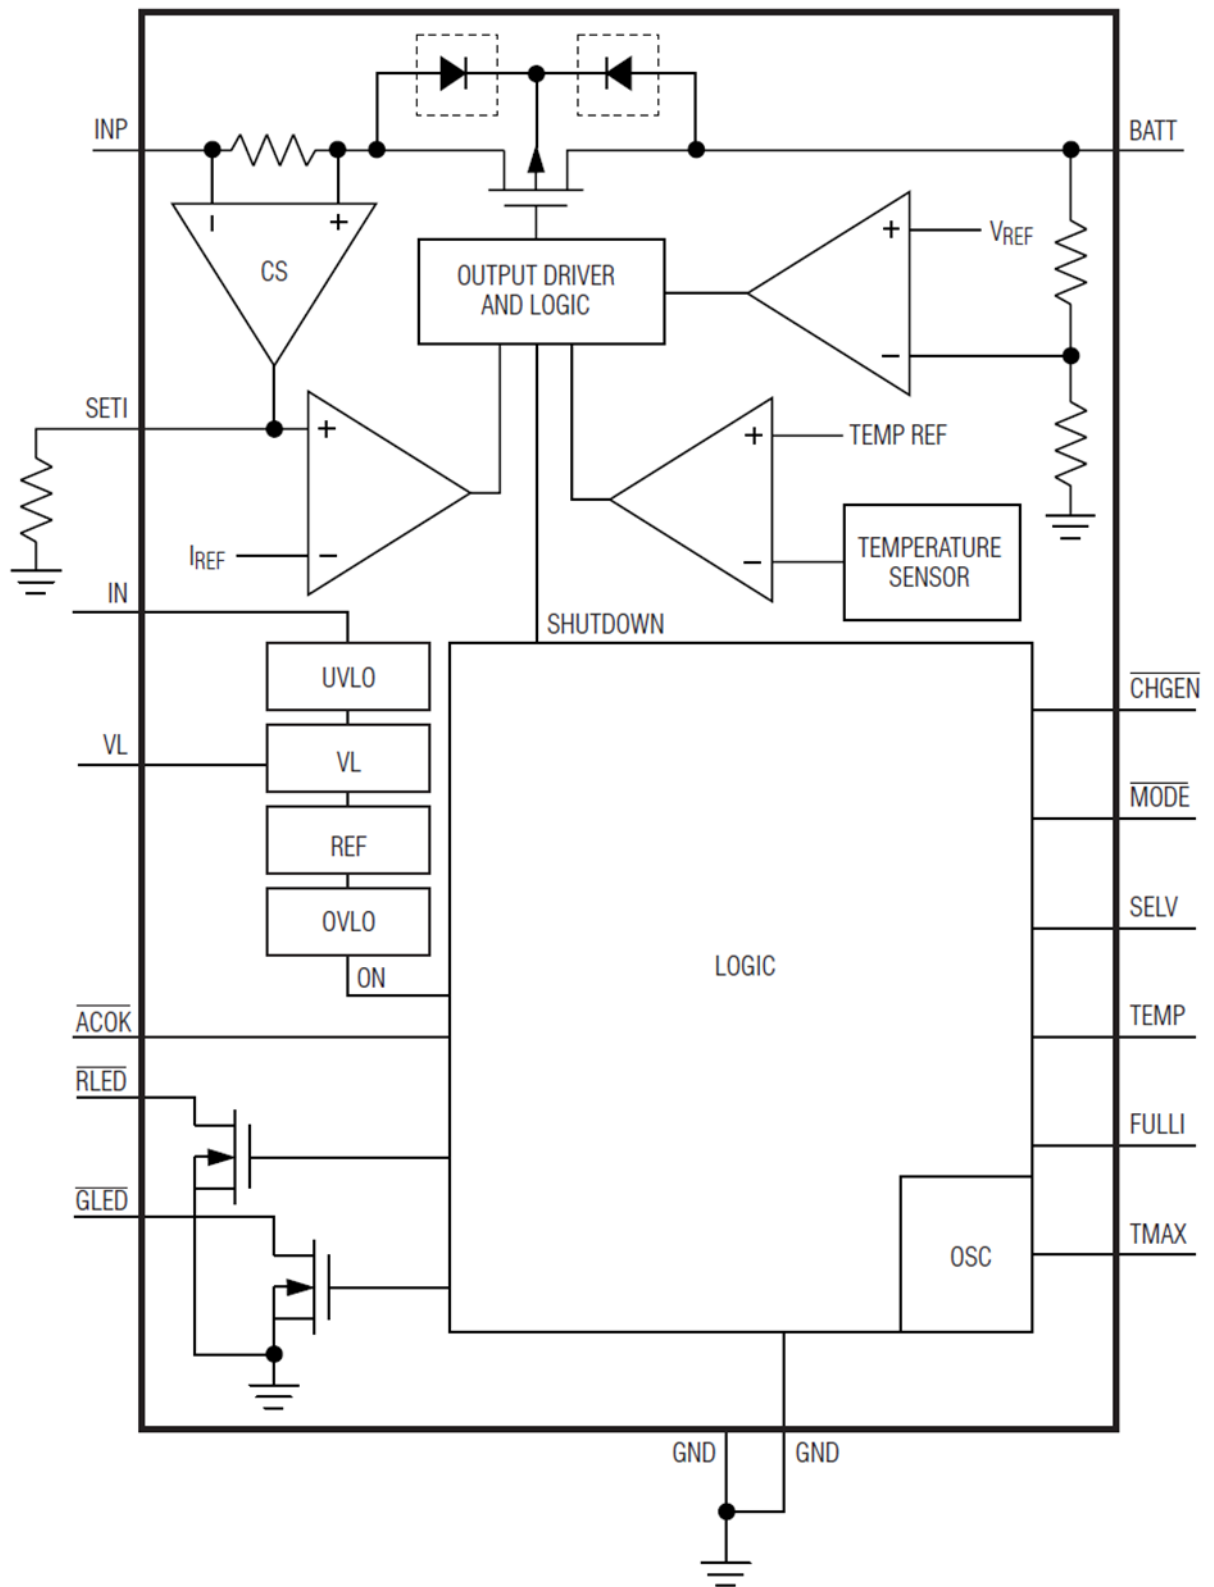 INP
BATT
CS
− +
OUTPUT DRIVER
AND LOGIC
+
VREF
−
SETI
+
−
IREF
+
TEMP REF
−
TEMPERATURE
SENSOR
IN
SHUTDOWN
UVLO
VL
VL
REF
OVLO
ON
LOGIC
CHGEN
MODE
SELV
TEMP
FULLI
TMAX
OSC
ACOK
RLED
GLED
GND
GND